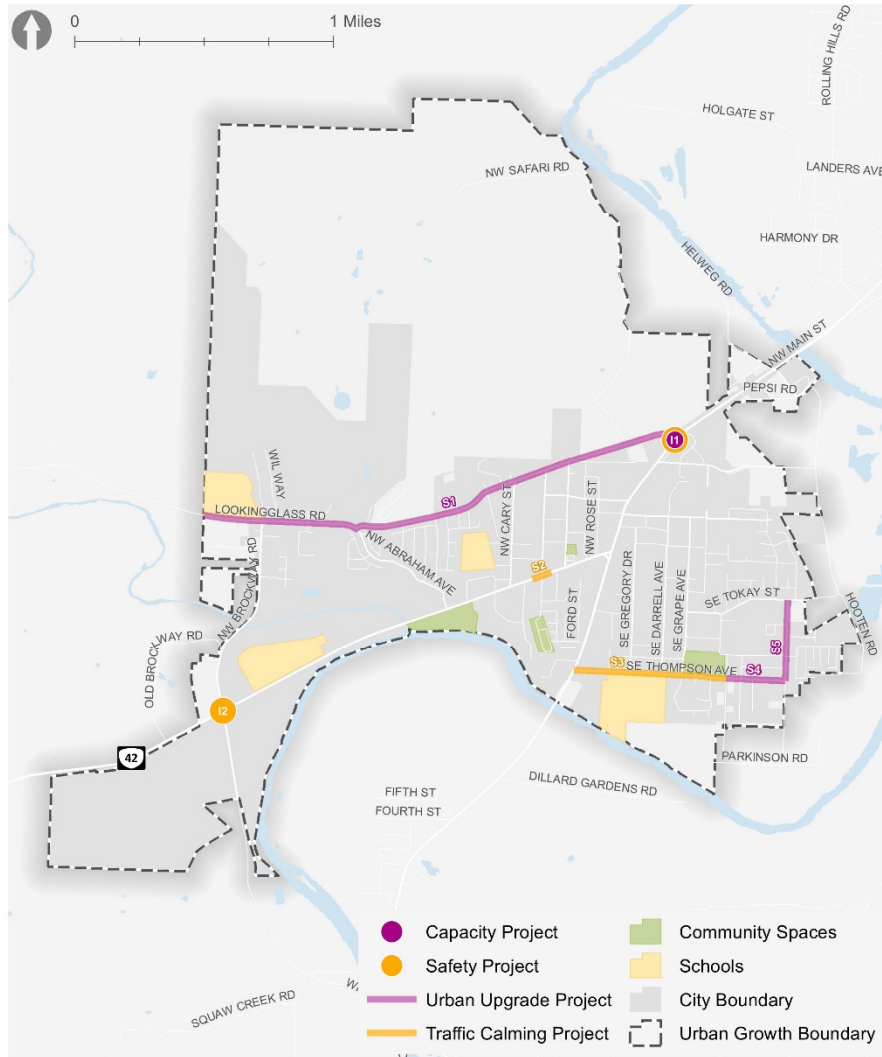 0 1 Miles
ROLLING HILLS RD
HOLGATE ST
NW SAFARI RD
LANDERS AVE
HARMONY DR
HELWEG RD
NW MAIN ST
PEPSI RD
I1
WIL WAY
S1
NW CARY ST
NW ROSE ST
LOOKINGGLASS RD
NW ABRAHAM AVE
S2
NW BROCKWAY RD
FORD ST
SE GREGORY DR
SE DARRELL AVE
SE GRAPE AVE
SE TOKAY ST
HOOTEN RD
S5
OLD BROCKWAY RD
S3
SE THOMPSON AVE
S4
I2
42
PARKINSON RD
DILLARD GARDENS RD
FIFTH ST
FOURTH ST
SQUAW CREEK RD
Capacity Project
Safety Project
Urban Upgrade Project
Traffic Calming Project
Community Spaces
Schools
City Boundary
Urban Growth Boundary